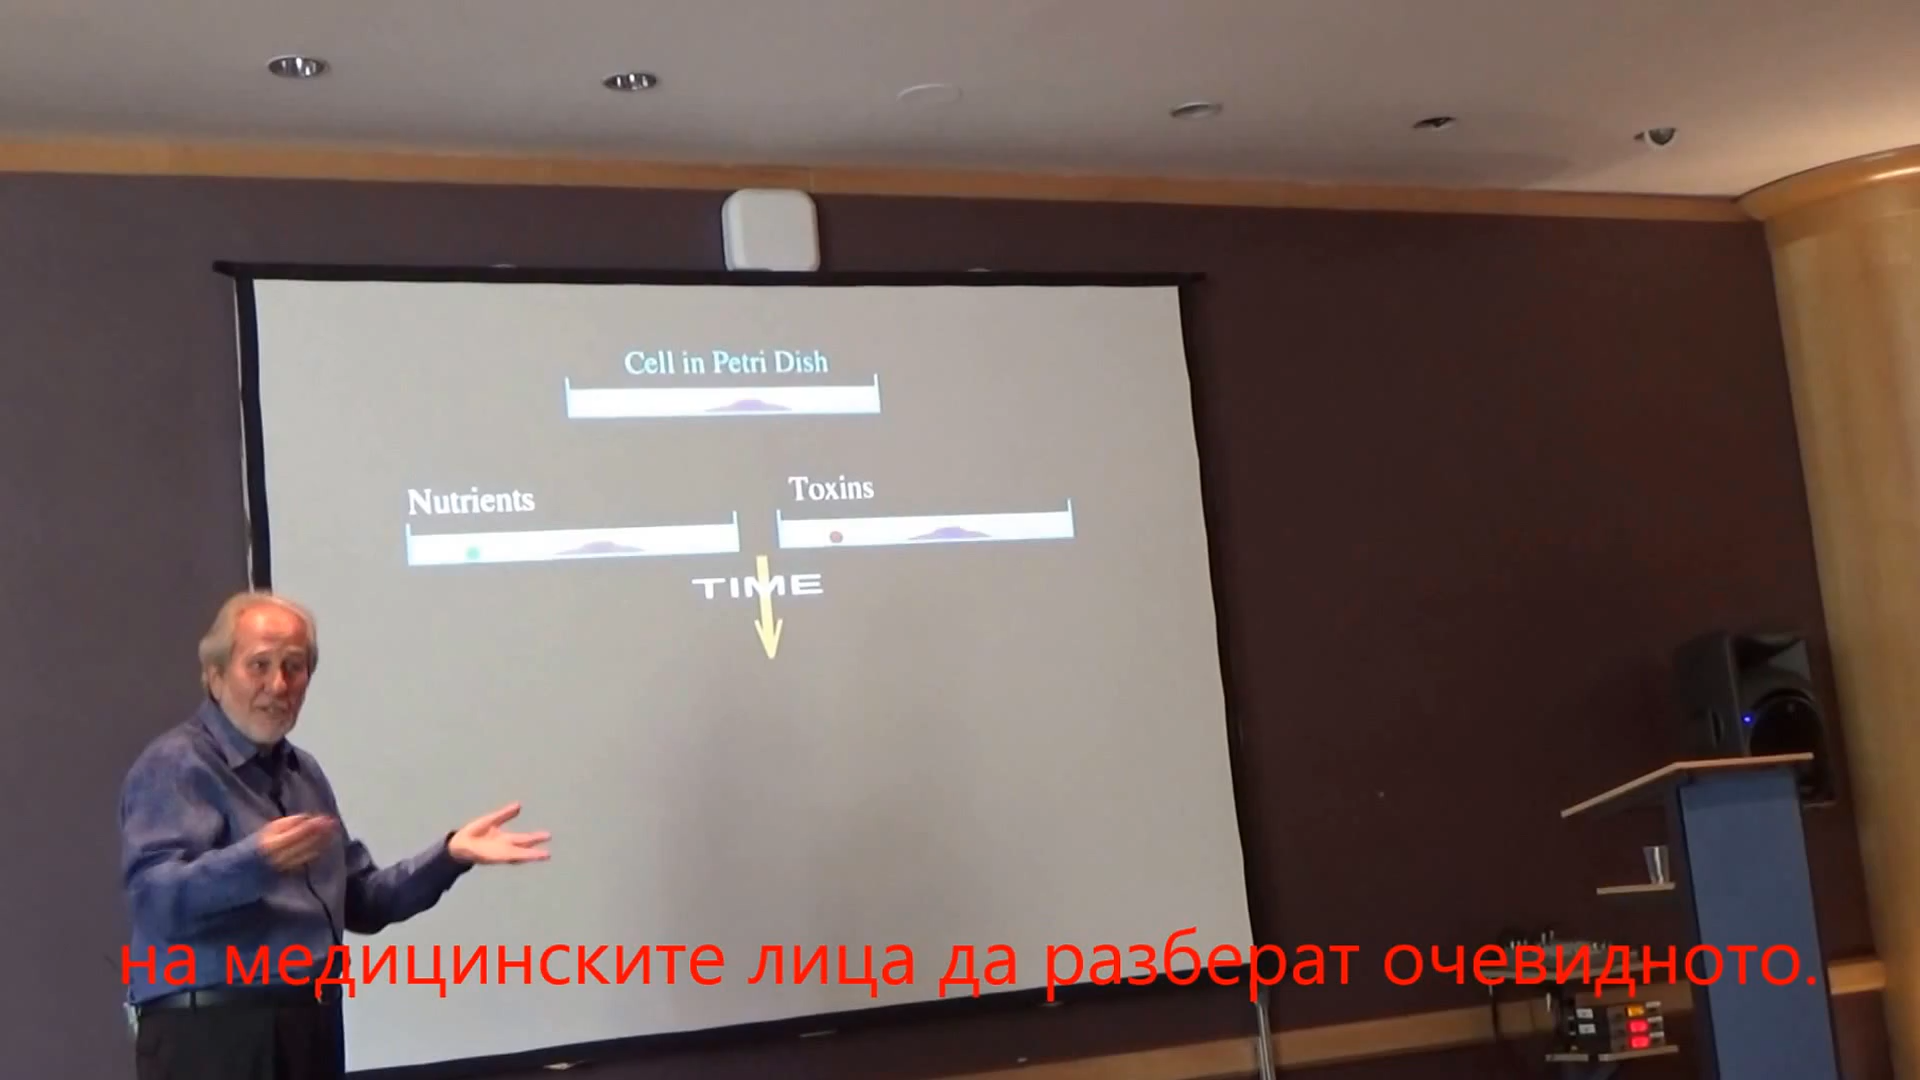 Cell in Petri Dish
Nutrients
Toxins
TIME
на медицинските лица да разберат очевидното.